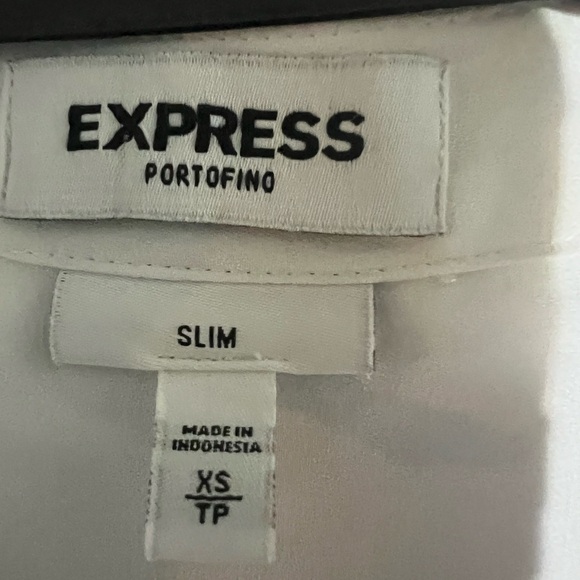 EXPRESS
PORTOFINO
SLIM
MADE IN
INDONESIA
XS
TP